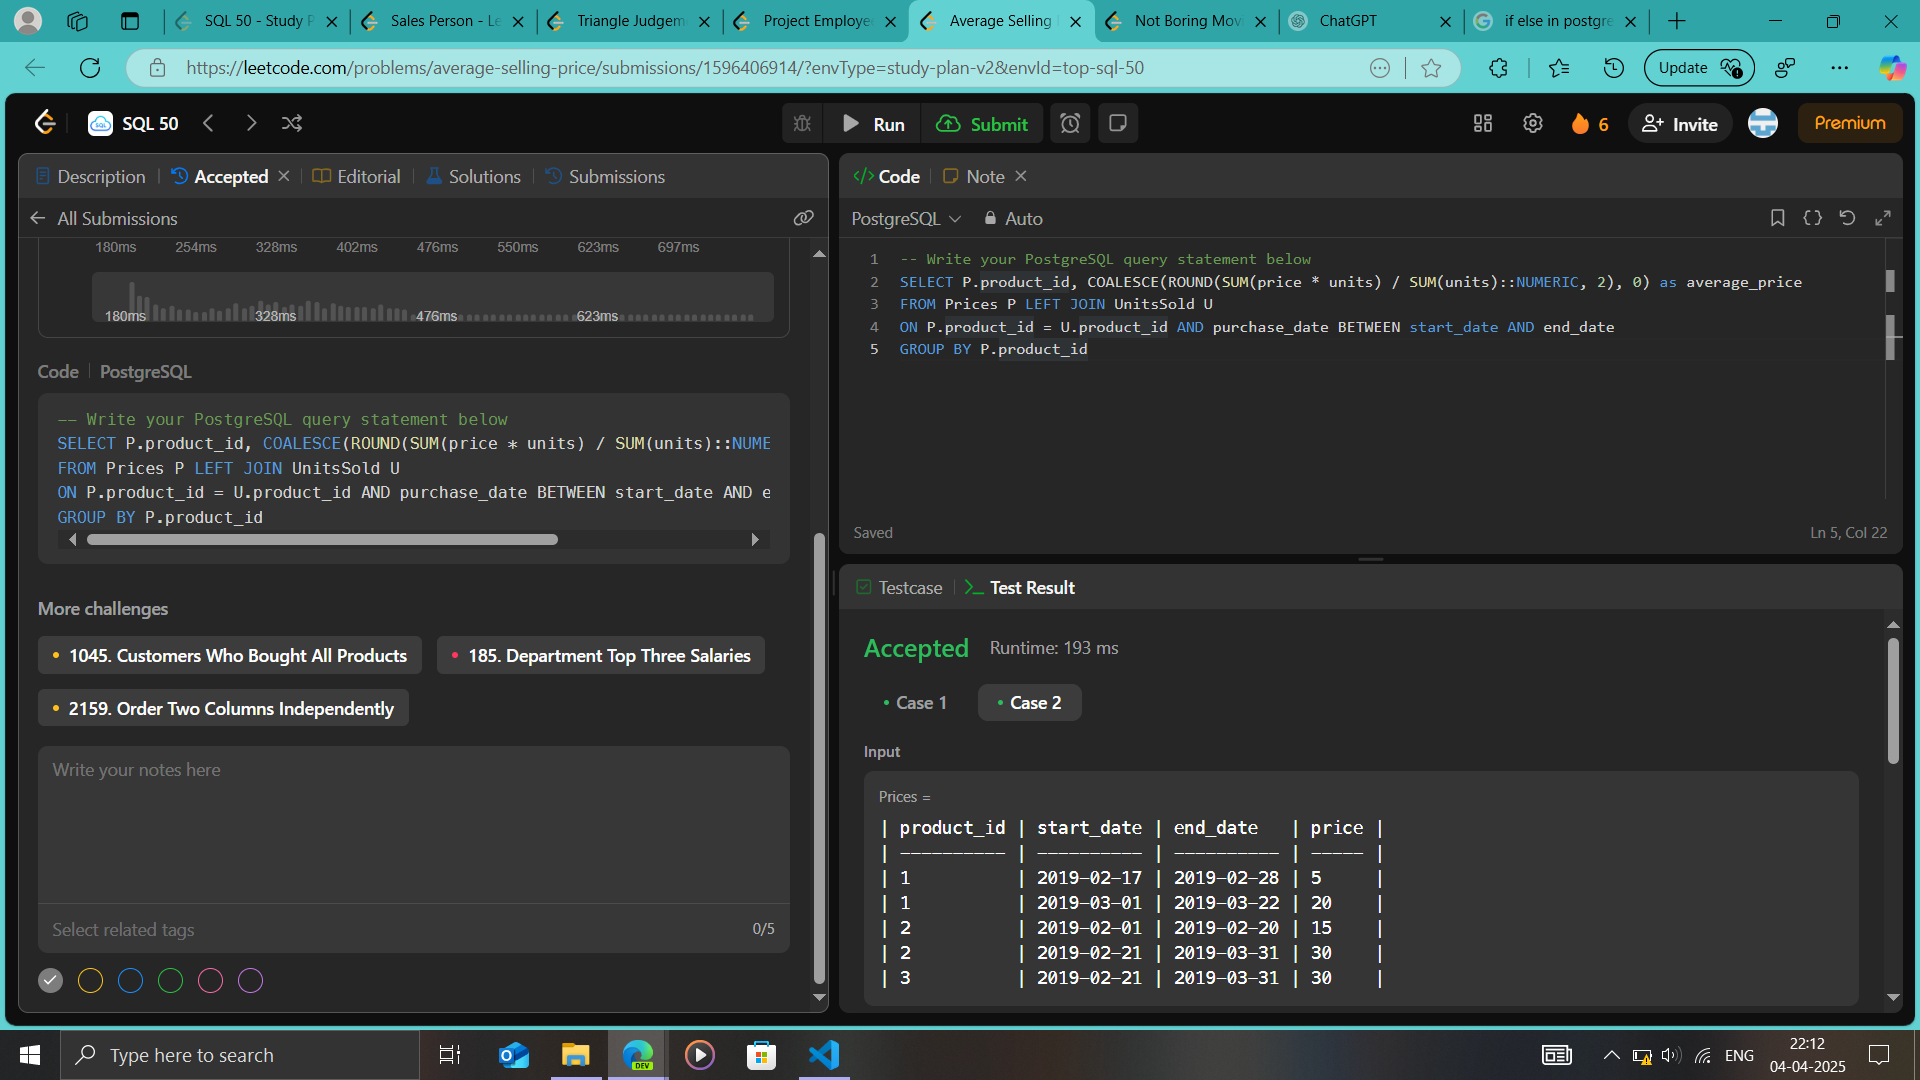 SQL 50 - Study P
Sales Person - Le
Triangle Judgem
Project Employee
Average Selling
Not Boring Mov
ChatGPT
if else in postgre
https://leetcode.com/problems/average-selling-price/submissions/1596406914/?envType=study-plan-v2&envId=top-sql-50
Update
SQL 50
Run
Submit
6
Invite
Premium
Description
Accepted
Editorial
Solutions
Submissions
All Submissions
180ms 254ms 328ms 402ms 476ms 550ms 623ms 697ms
180ms 328ms 476ms 623ms
Code
PostgreSQL
-- Write your PostgreSQL query statement below
SELECT P.product_id, COALESCE(ROUND(SUM(price * units) / SUM(units)::NUME
FROM Prices P LEFT JOIN UnitsSold U
ON P.product_id = U.product_id AND purchase_date BETWEEN start_date AND e
GROUP BY P.product_id
More challenges
1045. Customers Who Bought All Products
185. Department Top Three Salaries
2159. Order Two Columns Independently
Write your notes here
Select related tags
0/5
</> Code
Note
PostgreSQL
Auto
1 -- Write your PostgreSQL query statement below
2 SELECT P.product_id, COALESCE(ROUND(SUM(price * units) / SUM(units)::NUMERIC, 2), 0) as average_price
3 FROM Prices P LEFT JOIN UnitsSold U
4 ON P.product_id = U.product_id AND purchase_date BETWEEN start_date AND end_date
5 GROUP BY P.product_id
Saved
Ln 5, Col 22
Testcase
Test Result
Accepted
Runtime: 193 ms
Case 1
Case 2
Input
Prices =
| product_id | start_date | end_date | price |
| ---------- | ---------- | ---------- | ----- |
| 1 | 2019-02-17 | 2019-02-28 | 5 |
| 1 | 2019-03-01 | 2019-03-22 | 20 |
| 2 | 2019-02-01 | 2019-02-20 | 15 |
| 2 | 2019-02-21 | 2019-03-31 | 30 |
| 3 | 2019-02-21 | 2019-03-31 | 30 |
Type here to search
DEV
ENG
22:12
04-04-2025